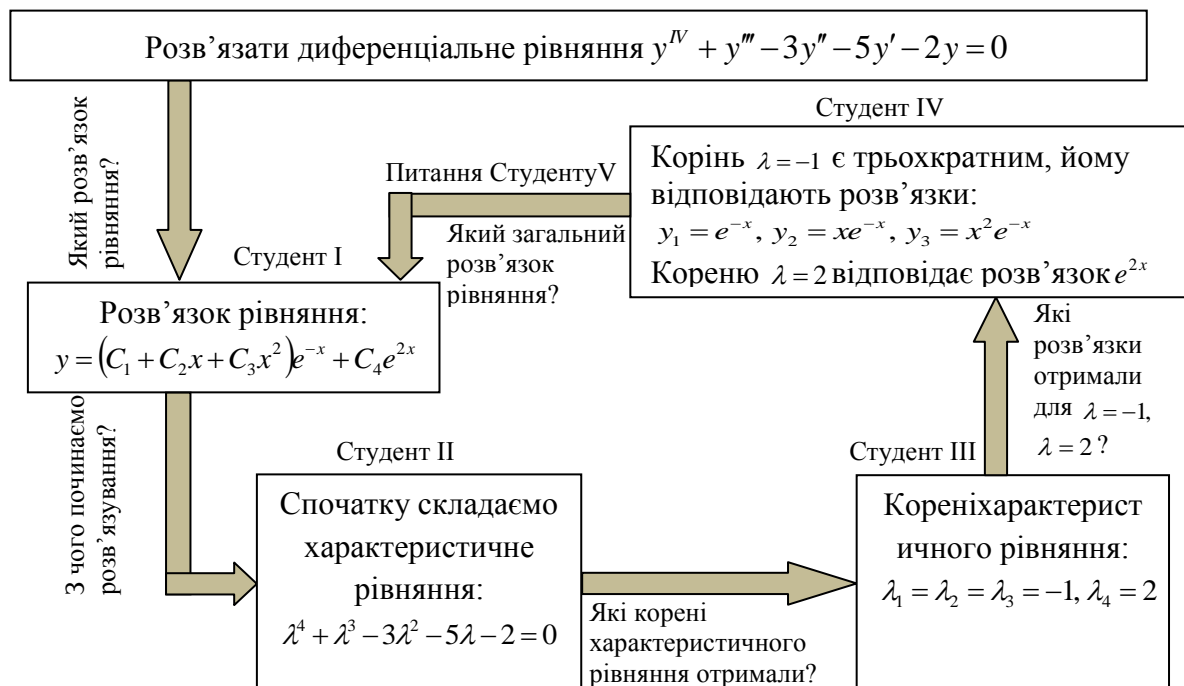 Розв’язати диференціальне рівняння y^{IV} + y''' − 3y'' − 5y' − 2y = 0
Який розв’язок
рівняння?
Студент I
Розв’язок рівняння:
y = (C₁ + C₂x + C₃x²)e^{−x} + C₄e^{2x}
З чого починаємо
розв’язування?
Студент II
Спочатку складаємо
характеристичне
рівняння:
λ⁴ + λ³ − 3λ² − 5λ − 2 = 0
Які корені
характеристичного
рівняння отримали?
Студент III
Кореніхарактерист
ичного рівняння:
λ₁ = λ₂ = λ₃ = −1, λ₄ = 2
Які
розв’язки
отримали
для λ = −1,
λ = 2 ?
Студент IV
Корінь λ = −1 є трьохкратним, йому
відповідають розв’язки:
y₁ = e^{−x}, y₂ = xe^{−x}, y₃ = x²e^{−x}
Кореню λ = 2 відповідає розв’язок e^{2x}
Питання СтудентуV
Який загальний
розв’язок
рівняння?